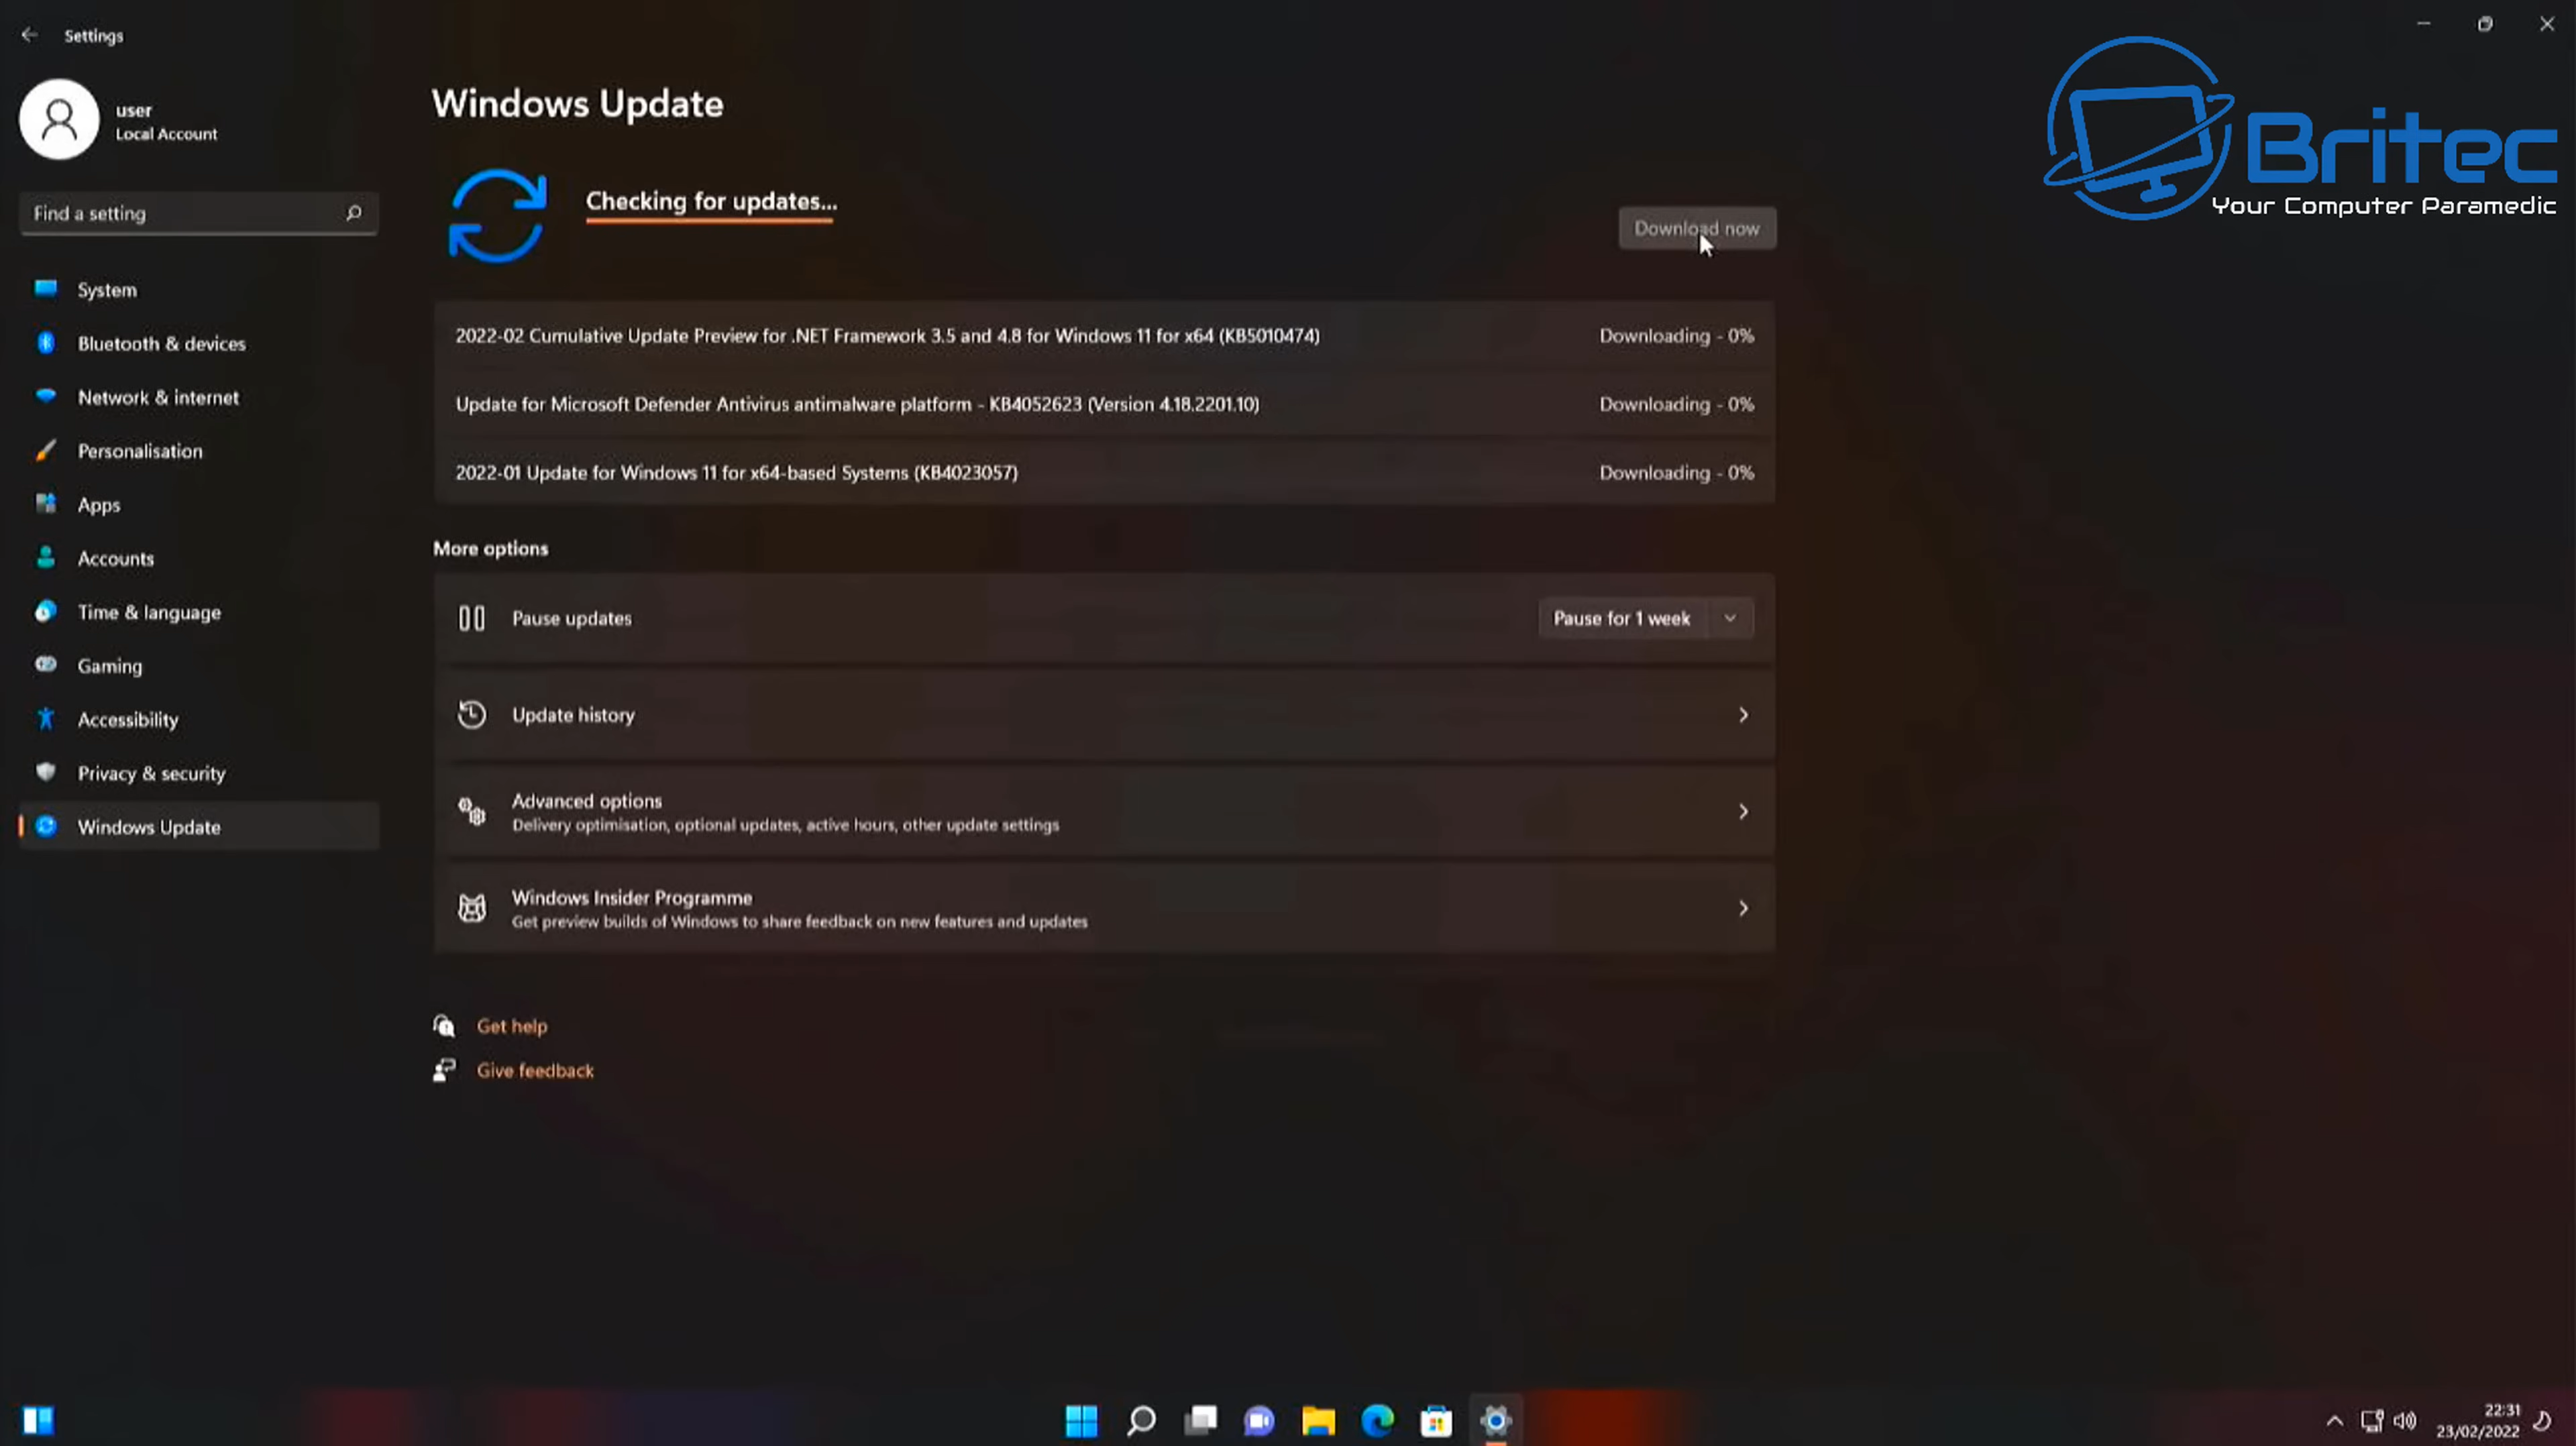 Settings
user
Local Account
Find a setting
System
Bluetooth & devices
Network & internet
Personalisation
Apps
Accounts
Time & language
Gaming
Accessibility
Privacy & security
Windows Update
Windows Update
Checking for updates...
Download now
2022-02 Cumulative Update Preview for .NET Framework 3.5 and 4.8 for Windows 11 for x64 (KB5010474) Downloading - 0%
Update for Microsoft Defender Antivirus antimalware platform - KB4052623 (Version 4.18.2201.10) Downloading - 0%
2022-01 Update for Windows 11 for x64-based Systems (KB4023057) Downloading - 0%
More options
Pause updates Pause for 1 week
Update history
Advanced options
Delivery optimisation, optional updates, active hours, other update settings
Windows Insider Programme
Get preview builds of Windows to share feedback on new features and updates
Get help
Give feedback
Britec
Your Computer Paramedic
22:31
23/02/2022